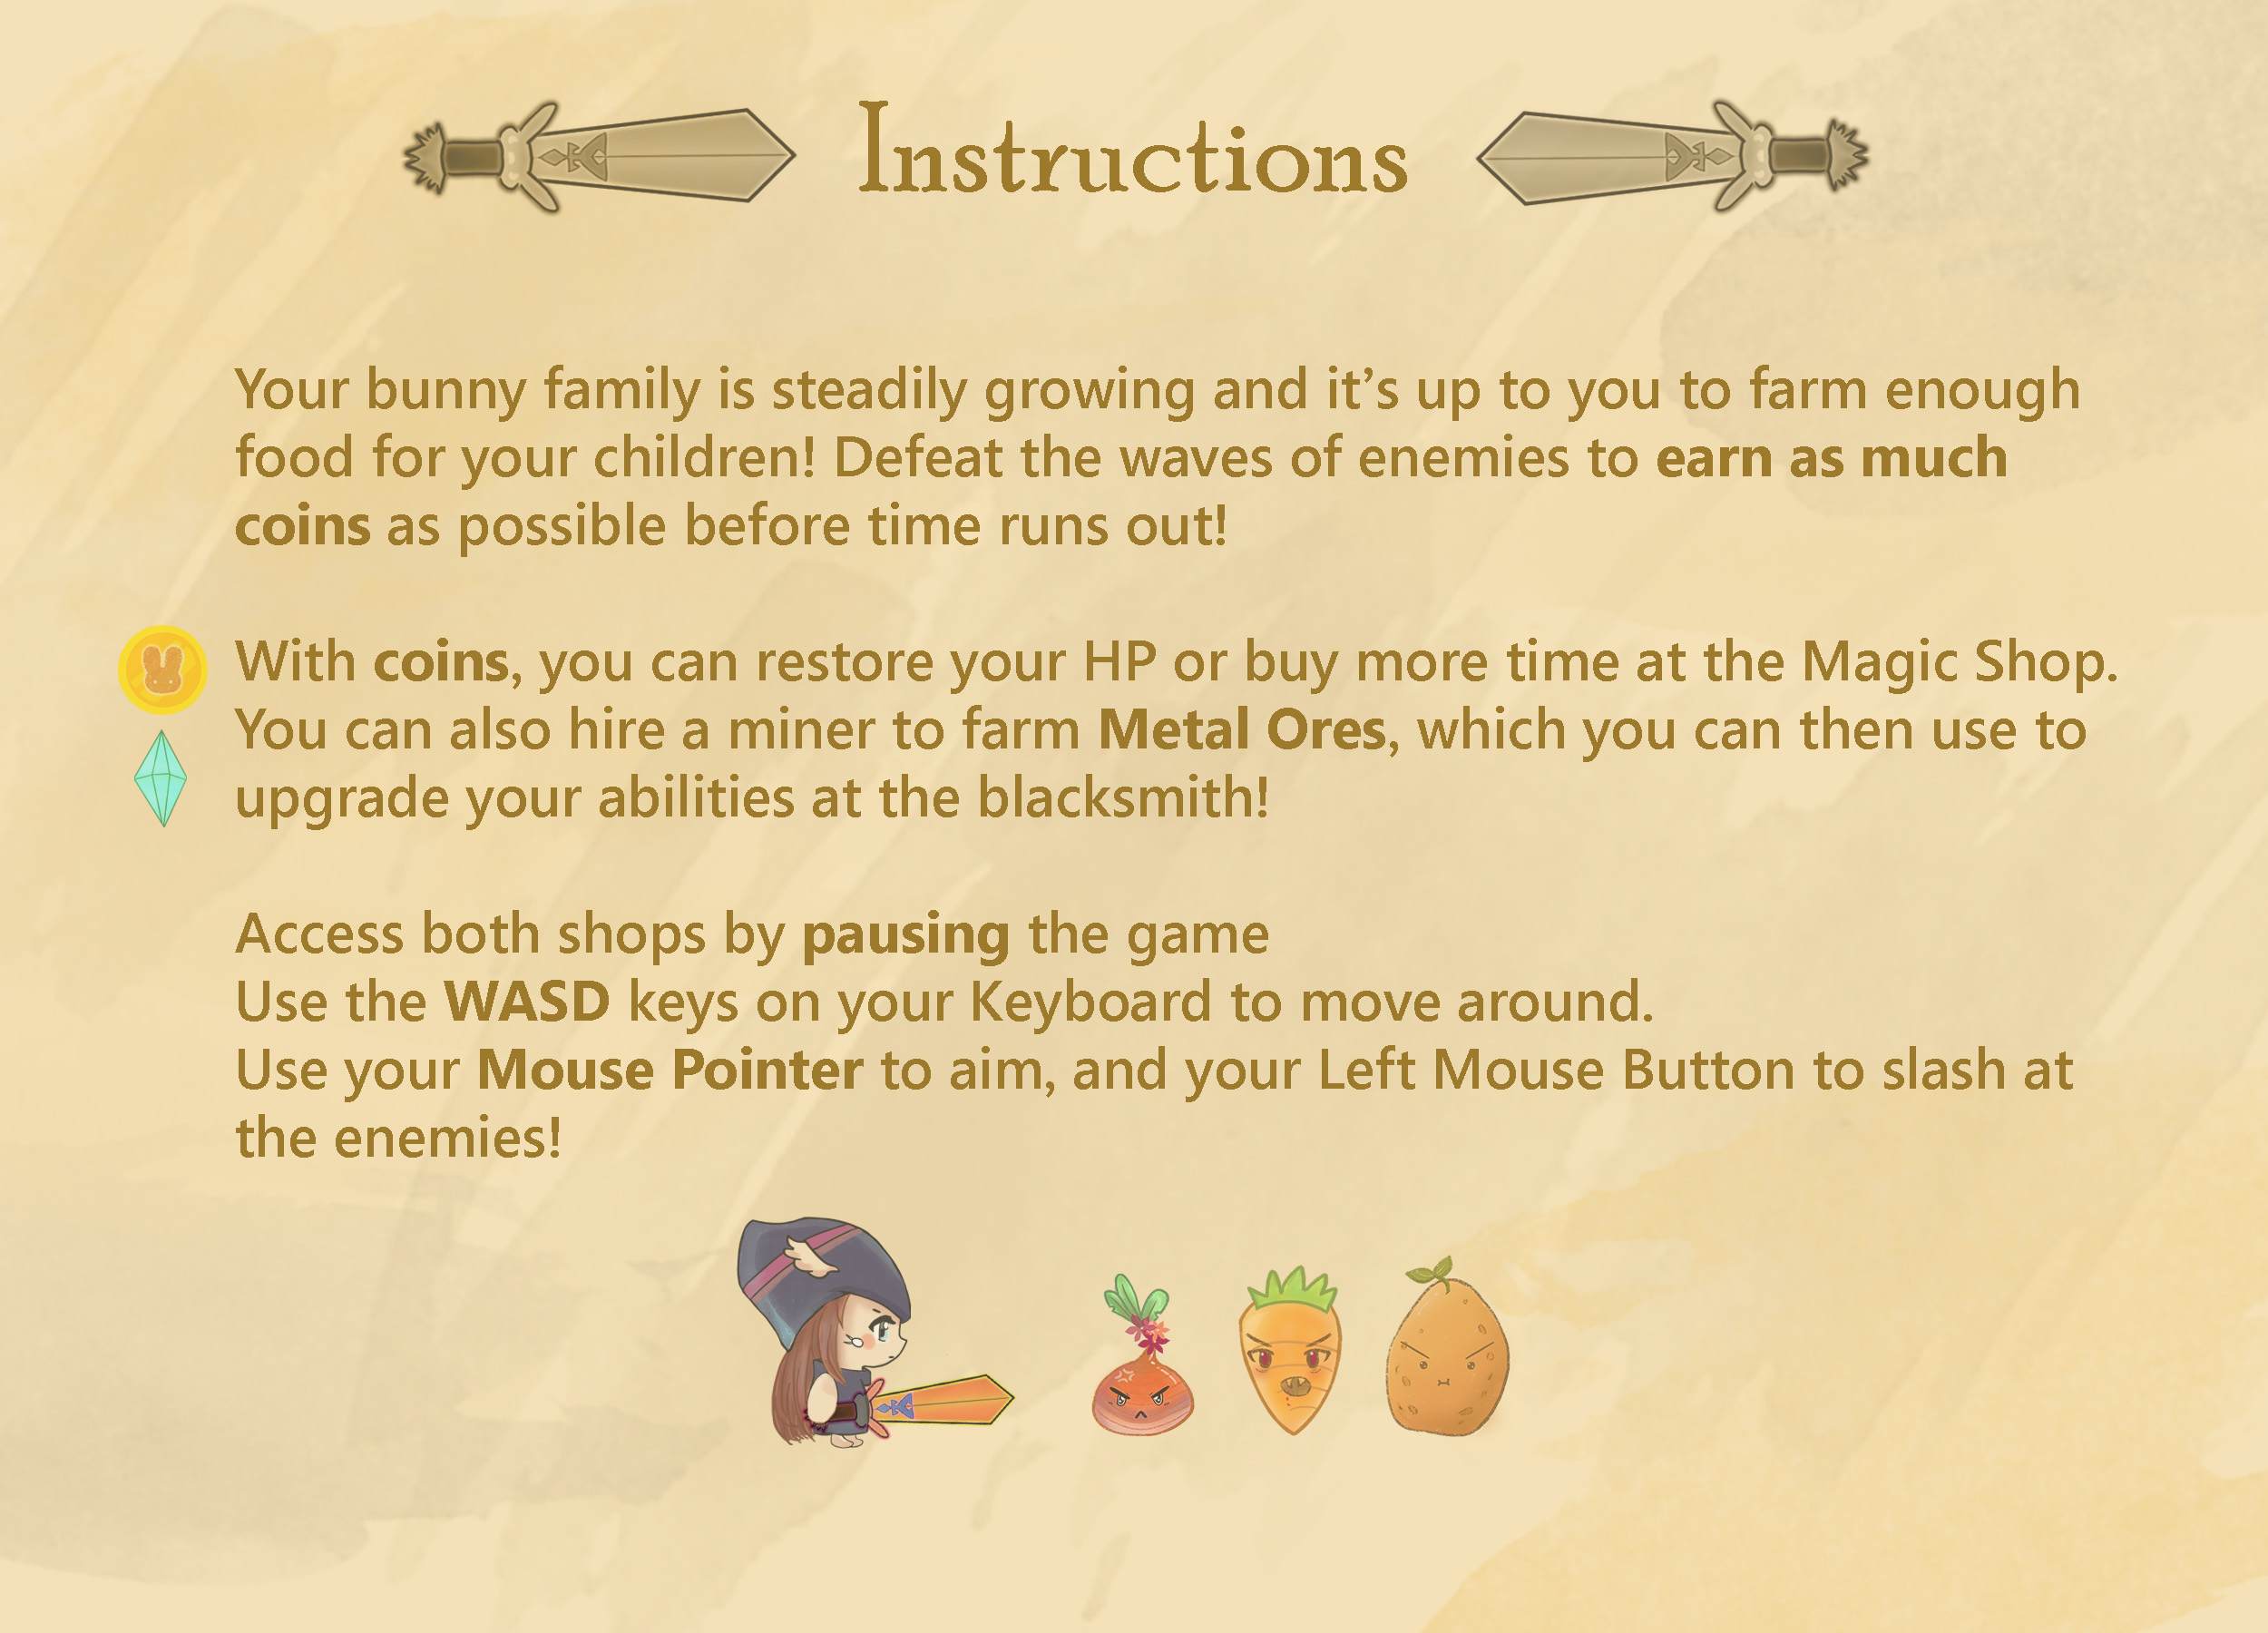 Instructions
Your bunny family is steadily growing and it’s up to you to farm enough
food for your children! Defeat the waves of enemies to earn as much
coins as possible before time runs out!
With coins, you can restore your HP or buy more time at the Magic Shop.
You can also hire a miner to farm Metal Ores, which you can then use to
upgrade your abilities at the blacksmith!
Access both shops by pausing the game
Use the WASD keys on your Keyboard to move around.
Use your Mouse Pointer to aim, and your Left Mouse Button to slash at
the enemies!